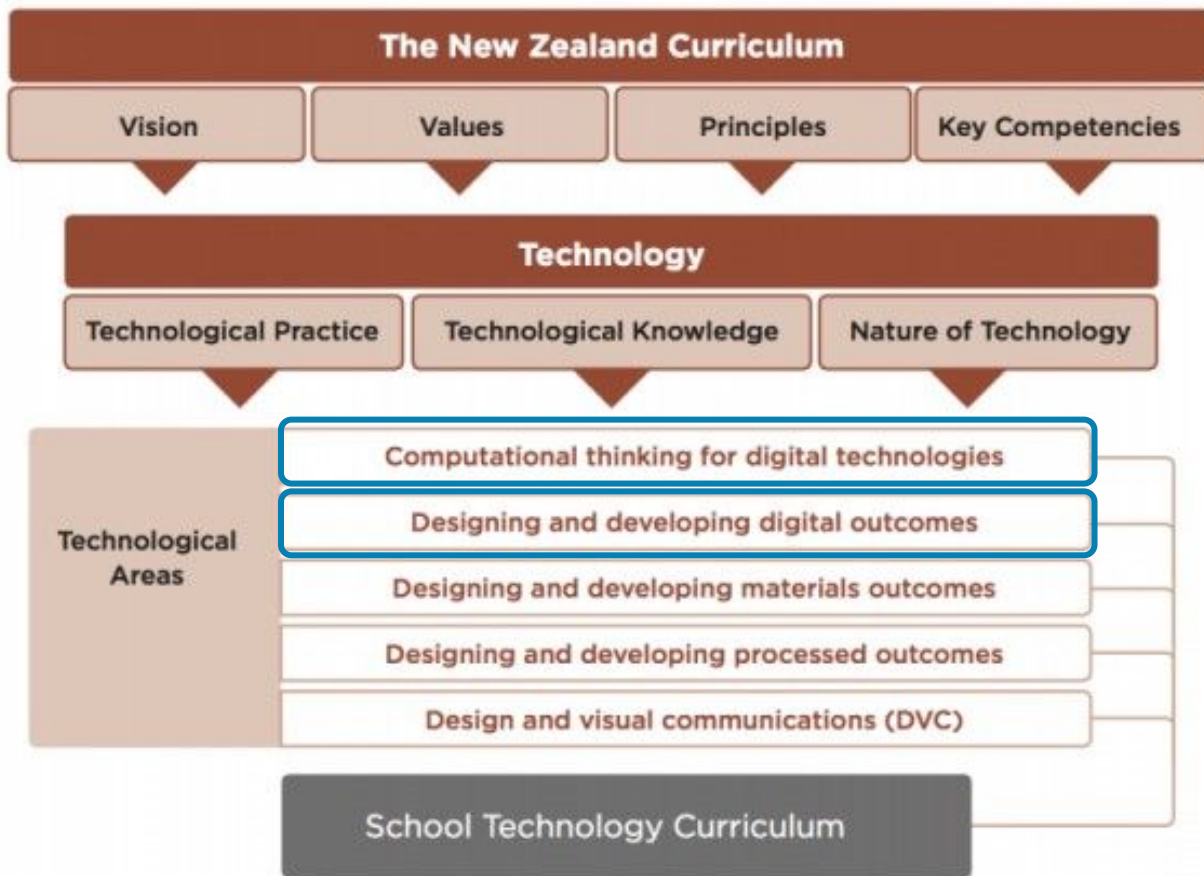 The New Zealand Curriculum
Vision
Values
Principles
Key Competencies
Technology
Technological Practice
Technological Knowledge
Nature of Technology
Technological
Areas
Computational thinking for digital technologies
Designing and developing digital outcomes
Designing and developing materials outcomes
Designing and developing processed outcomes
Design and visual communications (DVC)
School Technology Curriculum